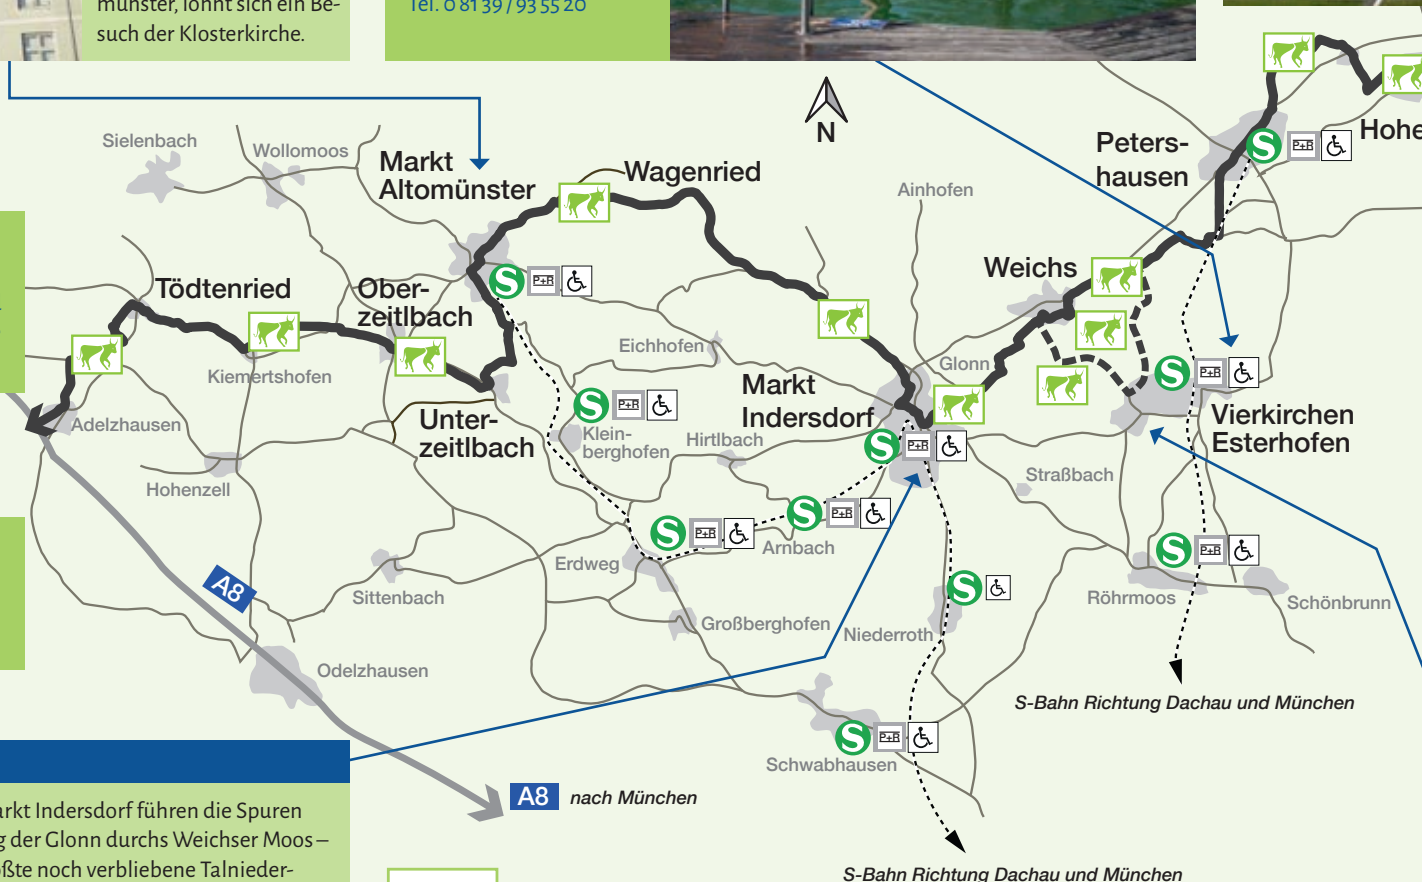 münster, lohnt sich ein Be-
such der Klosterkirche.
Tel. 0 81 39 / 93 55 20
N
Sielenbach
Wollomoos
Markt
Altomünster
Wagenried
Ainhofen
Peters-
hausen
S
P+R
Hohe
Tödtenried
Ober-
zeitlbach
S
P+R
Weichs
Kiemertshofen
Eichhofen
Glonn
Markt
Indersdorf
S
P+R
Adelzhausen
Unter-
zeitlbach
S
P+R
Klein-
berghofen
Hirtlbach
S
P+R
Vierkirchen
Esterhofen
Hohenzell
Straßbach
S
P+R
Arnbach
S
P+R
Erdweg
S
P+R
Röhrmoos
Schönbrunn
A8
Sittenbach
Großberghofen
S
Niederroth
Odelzhausen
S-Bahn Richtung Dachau und München
S
P+R
Schwabhausen
A8
nach München
arkt Indersdorf führen die Spuren
g der Glonn durchs Weichser Moos –
ößte noch verbliebene Talnieder-
S-Bahn Richtung Dachau und München